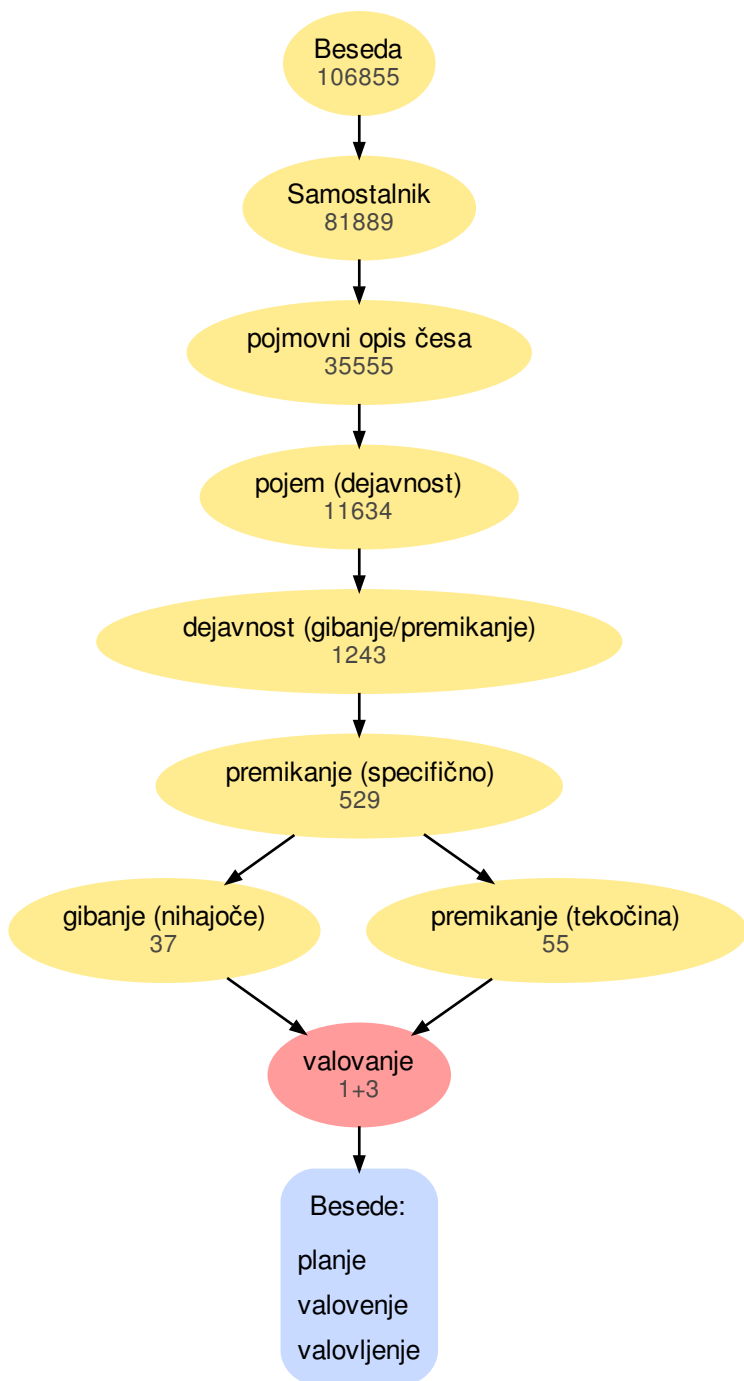 Beseda
106855
Samostalnik
81889
pojmovni opis česa
35555
pojem (dejavnost)
11634
dejavnost (gibanje/premikanje)
1243
premikanje (specifično)
529
gibanje (nihajoče)
37
premikanje (tekočina)
55
valovanje
1+3
Besede:
planje
valovenje
valovljenje